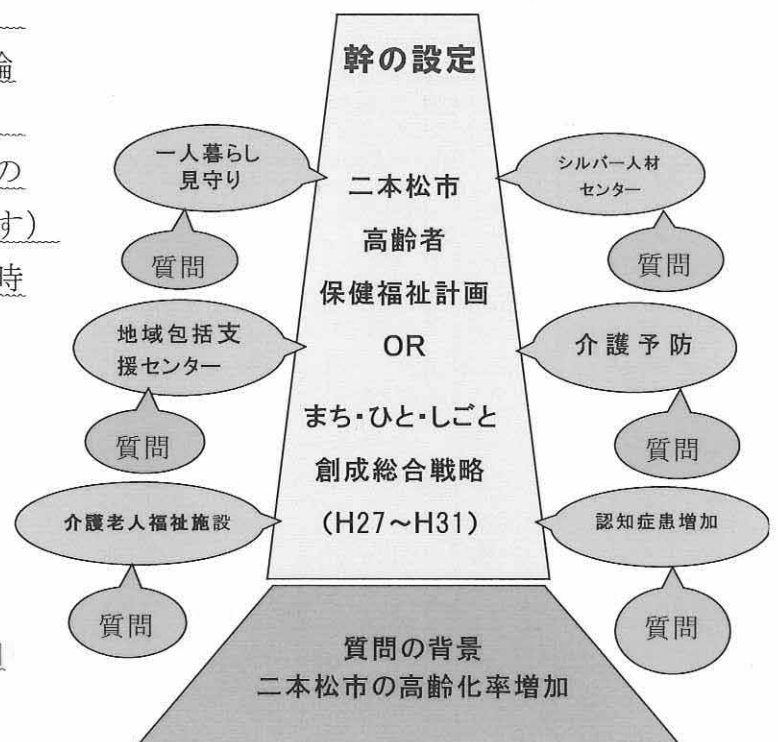 論
の
す)
時
幹の設定
一人暮らし
見守り
質問
シルバー人材
センター
質問
二本松市
高齢者
保健福祉計画
OR
まち・ひと・しごと
創成総合戦略
(H27～H31)
地域包括支
援センター
質問
介護予防
質問
介護老人福祉施設
質問
認知症患増加
質問
質問の背景
二本松市の高齢化率増加